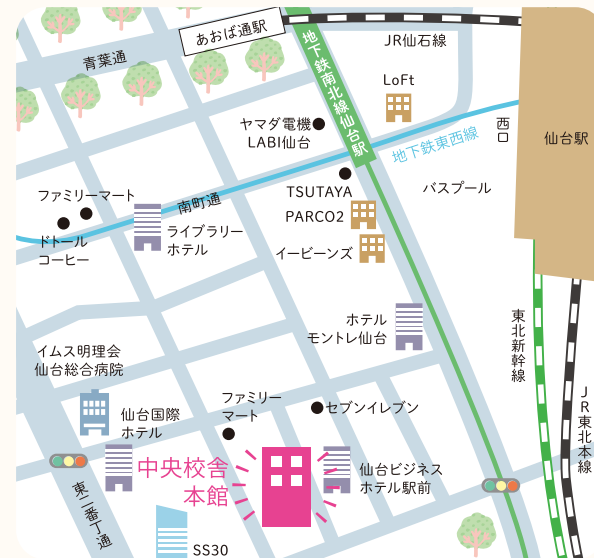 あおば通駅
JR仙石線
青葉通
地下鉄南北線仙台駅
LoFt
ヤマダ電機
LABI仙台
西口
仙台駅
地下鉄東西線
TSUTAYA
バスプール
ファミリーマート
南町通
PARCO2
ドトール
コーヒー
ライブラリー
ホテル
イービーンズ
ホテル
モントレ仙台
東北新幹線
イムス明理会
仙台総合病院
JR東北本線
ファミリー
マート
セブンイレブン
仙台国際
ホテル
中央校舎
本館
仙台ビジネス
ホテル駅前
東二番丁通
SS30